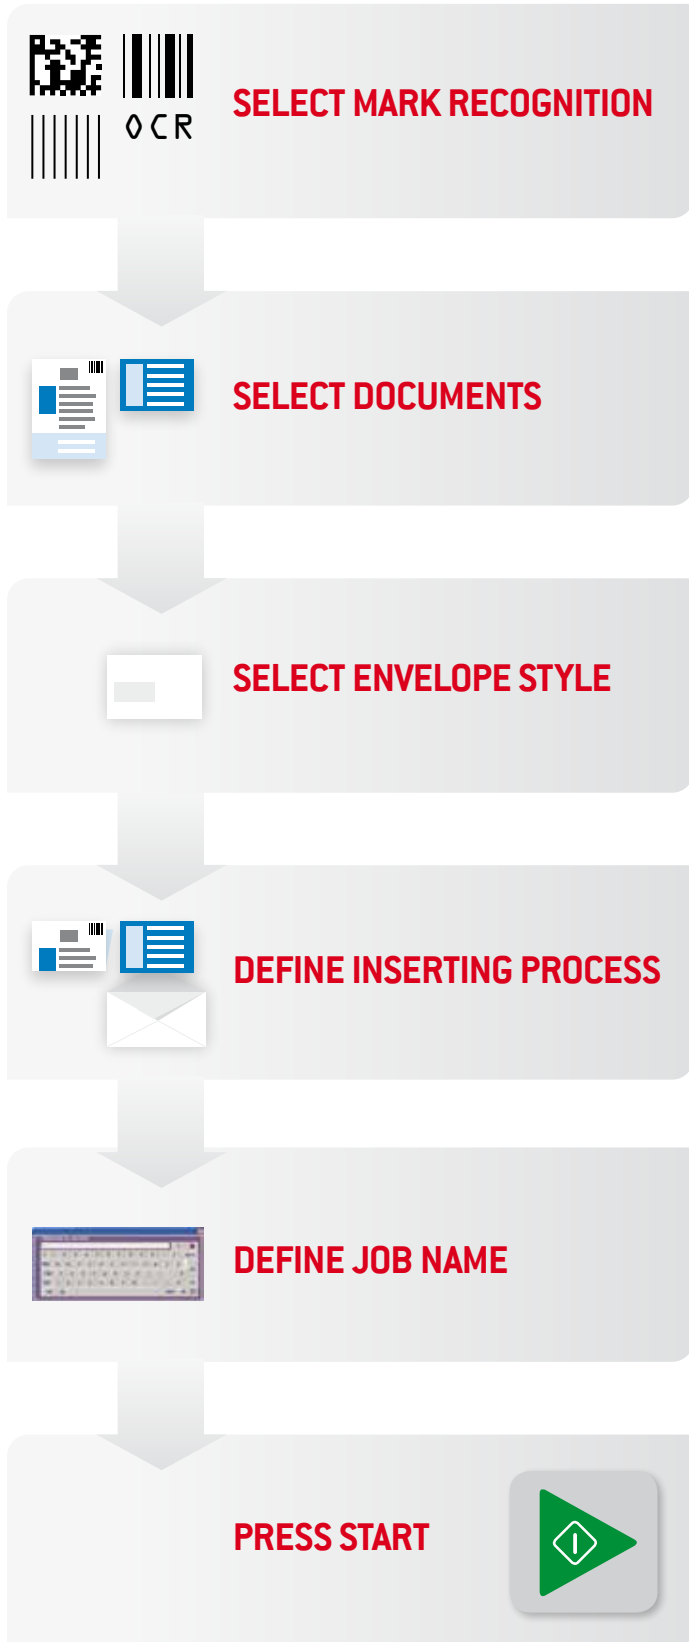 OCR
SELECT MARK RECOGNITION
SELECT DOCUMENTS
SELECT ENVELOPE STYLE
DEFINE INSERTING PROCESS
DEFINE JOB NAME
PRESS START